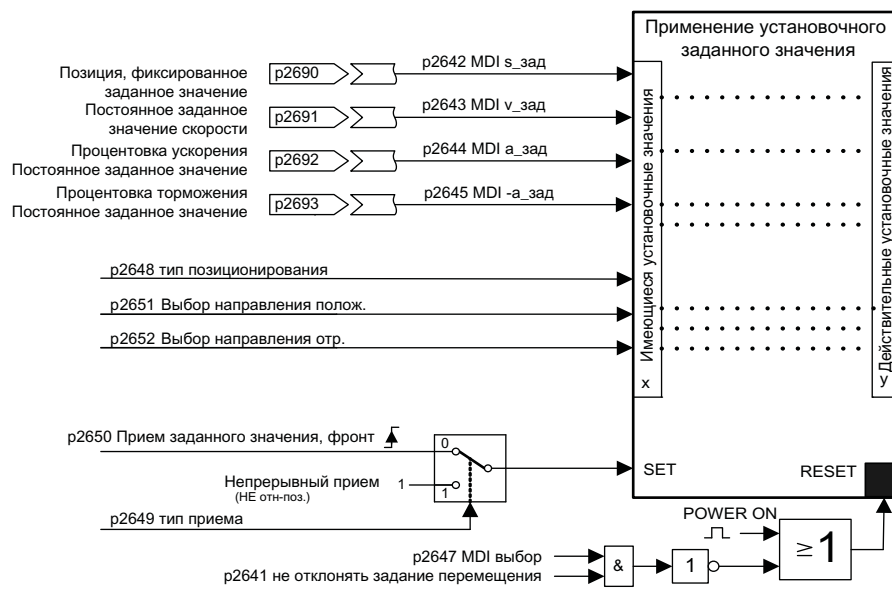 Применение установочного
заданного значения
Позиция, фиксированное
заданное значение
p2690
p2642 MDI s_зад
Постоянное заданное
значение скорости
p2691
p2643 MDI v_зад
Процентовка ускорения
Постоянное заданное значение
p2692
p2644 MDI a_зад
Процентовка торможения
Постоянное заданное значение
p2693
p2645 MDI -a_зад
p2648 тип позиционирования
p2651 Выбор направления полож.
p2652 Выбор направления отр.
Имеющиеся установочные значения
x
Действительные установочные значения
y
p2650 Прием заданного значения, фронт
0
Непрерывный прием
(НЕ отн-поз.)
1
1
p2649 тип приема
SET
RESET
POWER ON
≥1
p2647 MDI выбор
p2641 не отклонять задание перемещения
&
1